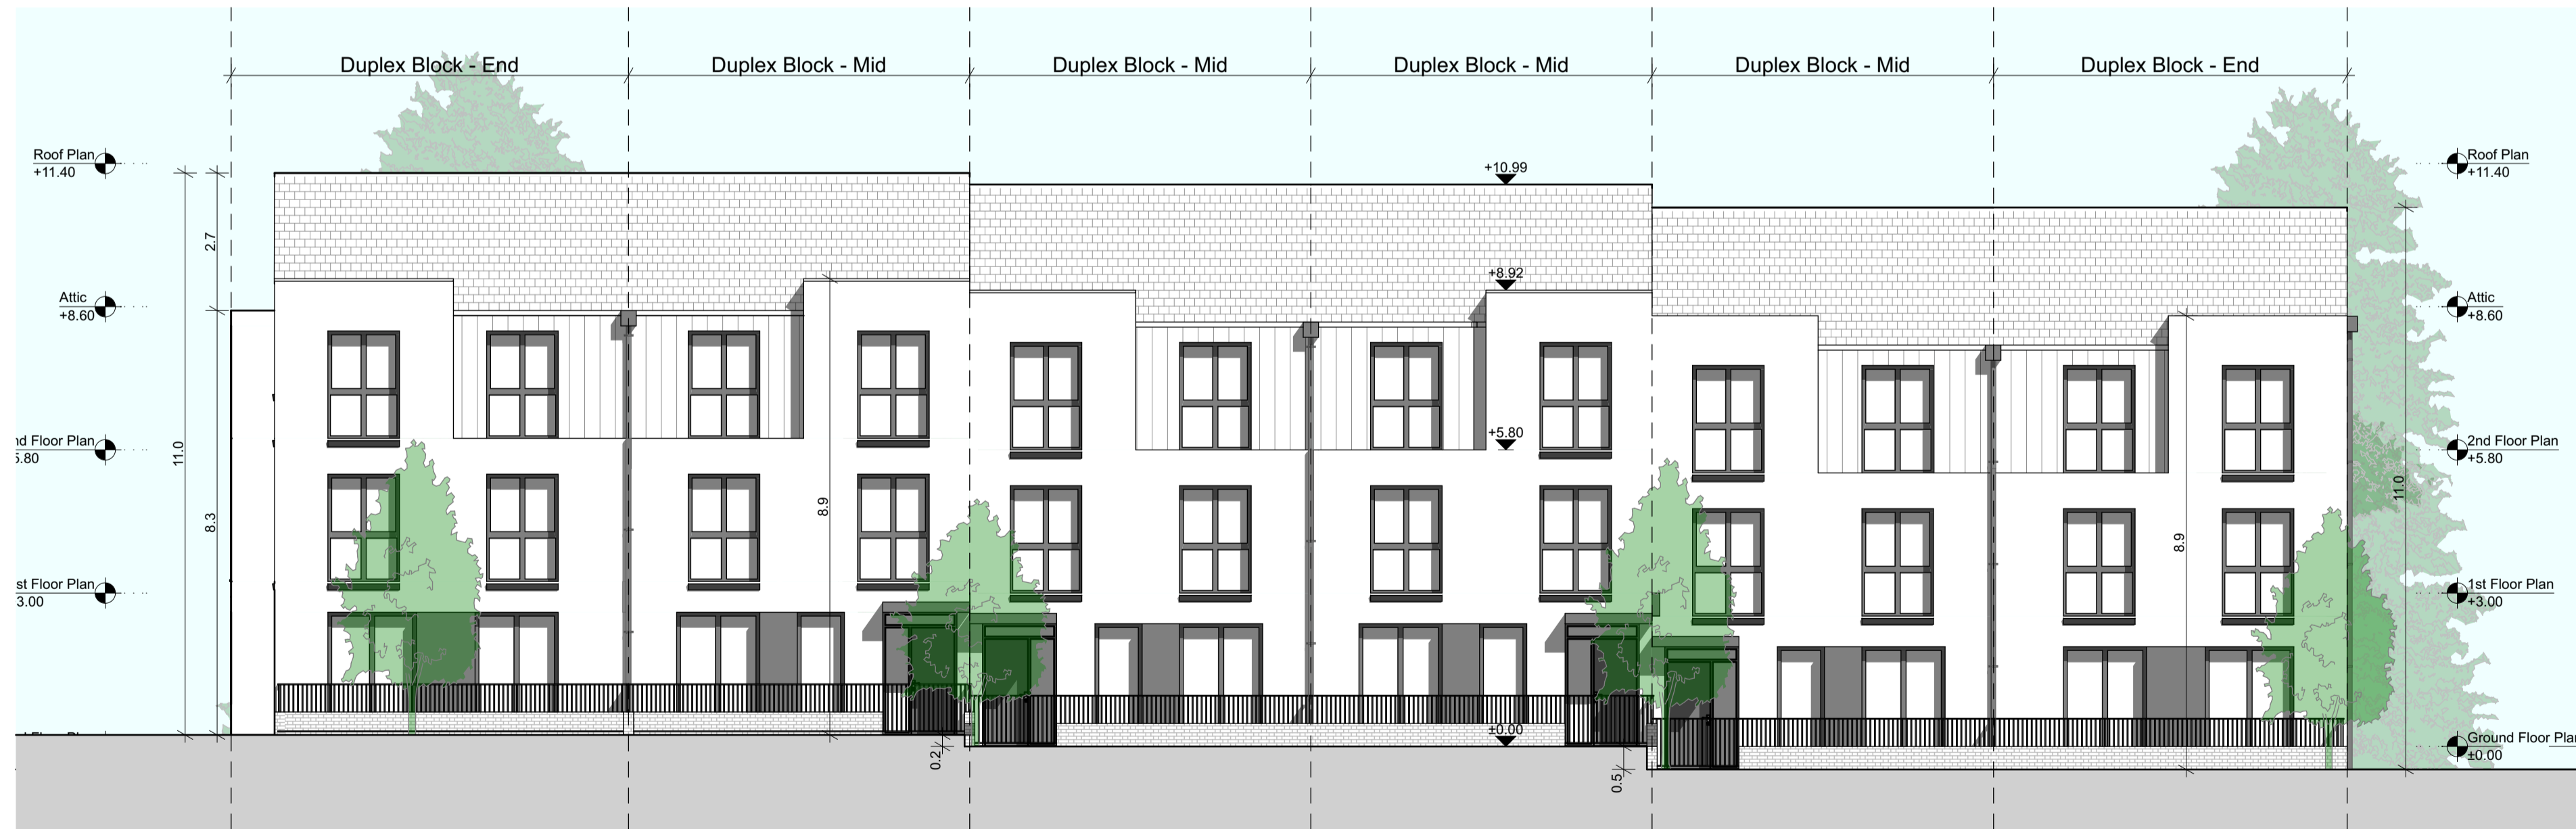 Duplex Block - End
Duplex Block - Mid
Duplex Block - Mid
Duplex Block - Mid
Duplex Block - Mid
Duplex Block - End
Roof Plan
+11.40
Attic
+8.60
nd Floor Plan
5.80
st Floor Plan
3.00
11.0
2.7
8.3
8.9
0.2
+10.99
+8.92
+5.80
±0.00
0.5
8.9
11.0
Roof Plan
+11.40
Attic
+8.60
2nd Floor Plan
+5.80
1st Floor Plan
+3.00
Ground Floor Plan
±0.00